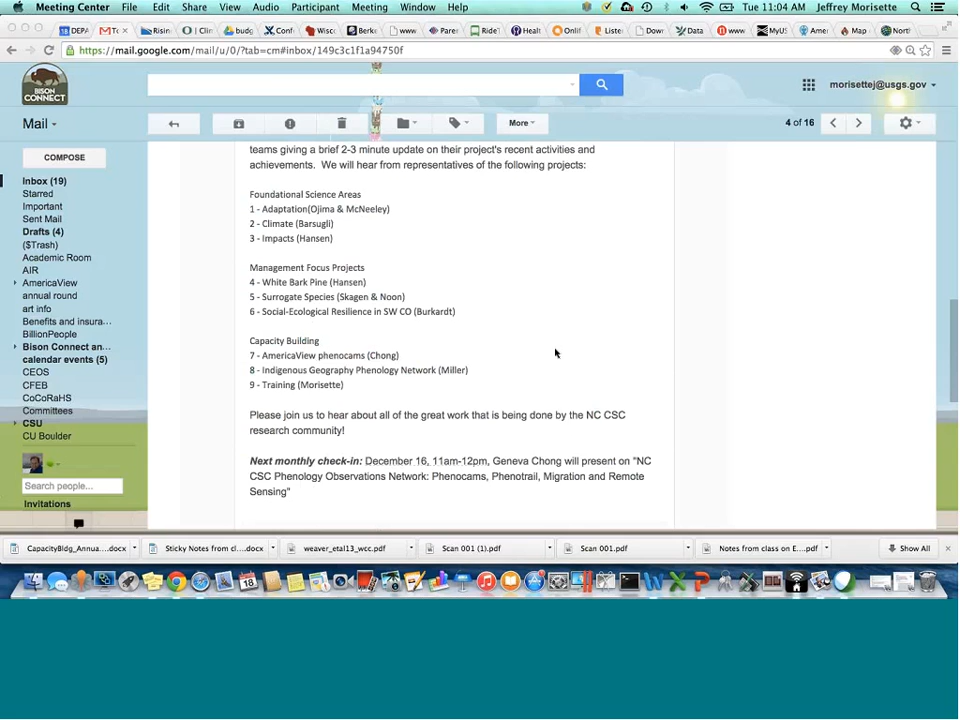 Meeting Center File Edit Share View Audio Participant Meeting Window Help Tue 11:04 AM Jeffrey Morisette
https://mail.google.com/mail/u/0/?tab=cm#inbox/149c3c1f1a94750f
BISON CONNECT
morisettej@usgs.gov
Mail
More
4 of 16
COMPOSE
Inbox (19)
Starred
Important
Sent Mail
Drafts (4)
($Trash)
Academic Room
AIR
AmericaView
annual round
art info
Benefits and insura...
BillionPeople
Bison Connect an...
calendar events (5)
CEOS
CFEB
CoCoRaHS
Committees
CSU
CU Boulder
Search people...
Invitations
teams giving a brief 2-3 minute update on their project's recent activities and
achievements. We will hear from representatives of the following projects:
Foundational Science Areas
1 - Adaptation(Ojima & McNeeley)
2 - Climate (Barsugli)
3 - Impacts (Hansen)
Management Focus Projects
4 - White Bark Pine (Hansen)
5 - Surrogate Species (Skagen & Noon)
6 - Social-Ecological Resilience in SW CO (Burkardt)
Capacity Building
7 - AmericaView phenocams (Chong)
8 - Indigenous Geography Phenology Network (Miller)
9 - Training (Morisette)
Please join us to hear about all of the great work that is being done by the NC CSC
research community!
Next monthly check-in: December 16, 11am-12pm, Geneva Chong will present on "NC
CSC Phenology Observations Network: Phenocams, Phenotrail, Migration and Remote
Sensing"
CapacityBldg_Annua....docx Sticky Notes from cl....docx weaver_etal13_wcc.pdf Scan 001 (1).pdf Scan 001.pdf Notes from class on E....pdf Show All